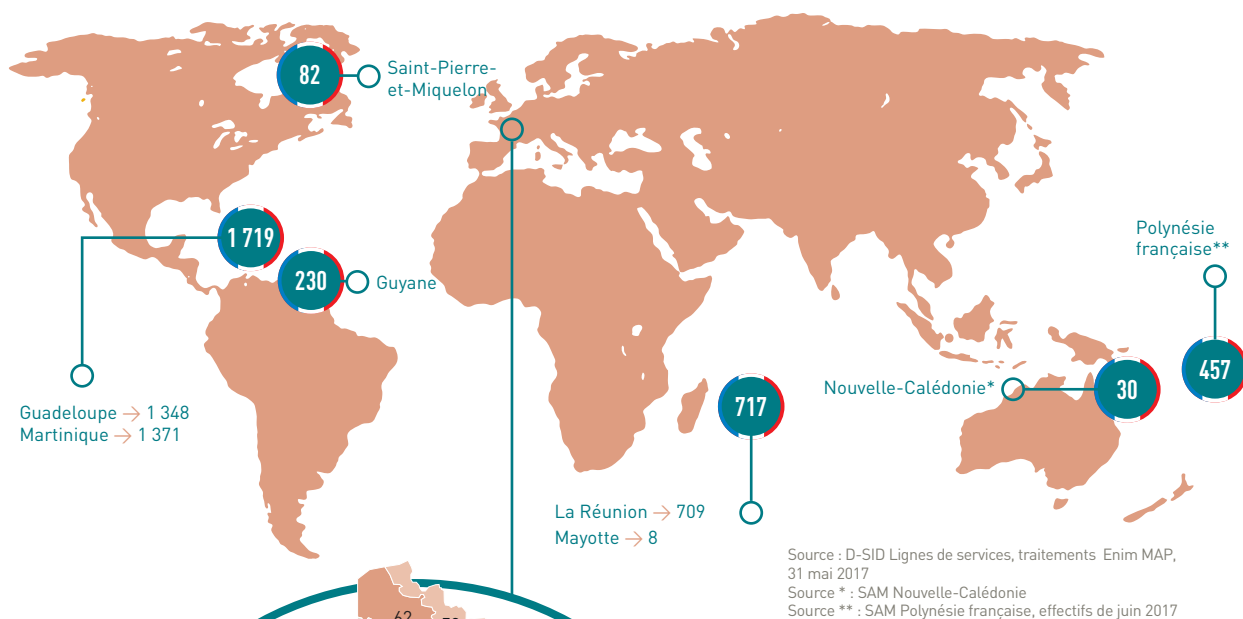 82
Saint-Pierre-
et-Miquelon
1 719
230
Guyane
Polynésie
française**
457
Nouvelle-Calédonie*
30
717
Guadeloupe → 1 348
Martinique → 1 371
La Réunion → 709
Mayotte → 8
Source : D-SID Lignes de services, traitements Enim MAP,
31 mai 2017
Source * : SAM Nouvelle-Calédonie
Source ** : SAM Polynésie française, effectifs de juin 2017
62